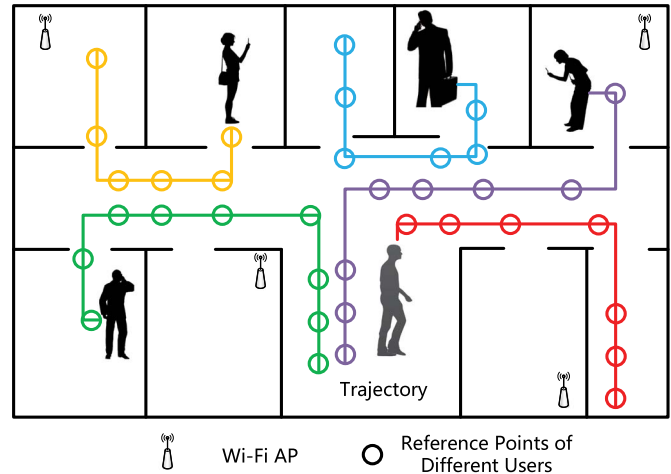 Trajectory
Wi-Fi AP
Reference Points of
Different Users